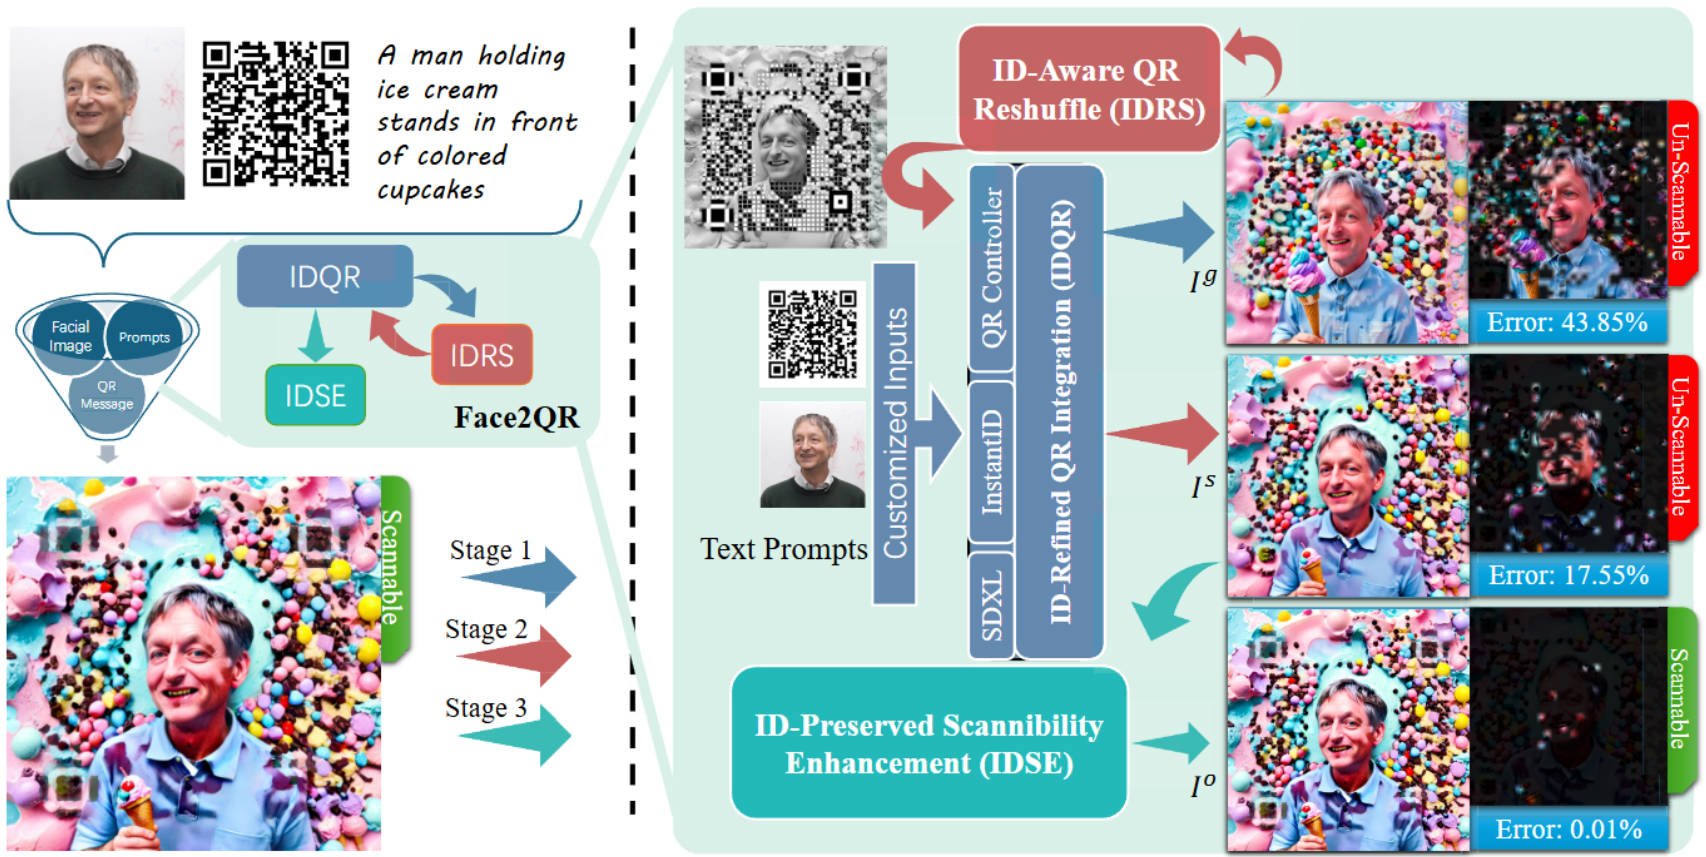 A man holding
ice cream
stands in front
of colored
cupcakes
Facial
Image
Prompts
QR
Message
IDQR
IDRS
IDSE
Face2QR
Scannable
Stage 1
Stage 2
Stage 3
ID-Aware QR
Reshuffle (IDRS)
Text Prompts
Customized Inputs
QR Controller
InstantID
SDXL
ID-Refined QR Integration (IDQR)
ID-Preserved Scannibility
Enhancement (IDSE)
I^g
Error: 43.85%
Un-Scannable
I^s
Error: 17.55%
Un-Scannable
I^o
Error: 0.01%
Scannable